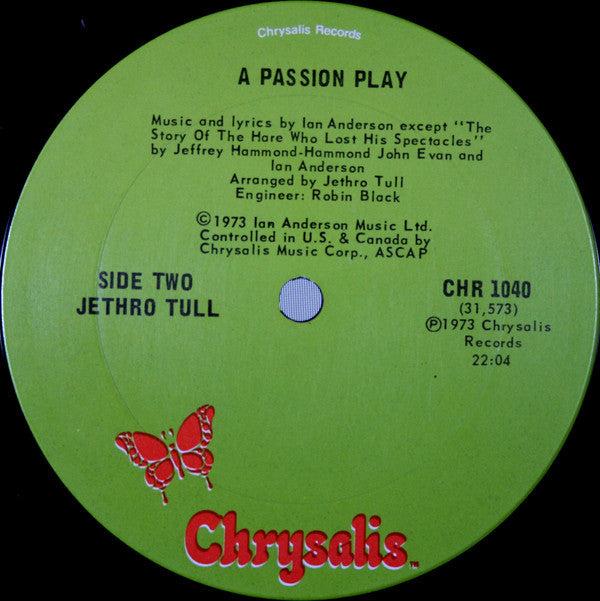 Chrysalis Records
A PASSION PLAY
Music and lyrics by Ian Anderson except "The
Story Of The Hare Who Lost His Spectacles"
by Jeffrey Hammond-Hammond John Evan and
Ian Anderson
Arranged by Jethro Tull
Engineer: Robin Black
©1973 Ian Anderson Music Ltd.
Controlled in U.S. & Canada by
Chrysalis Music Corp., ASCAP
SIDE TWO
JETHRO TULL
CHR 1040
(31,573)
℗1973 Chrysalis
Records
22:04
Chrysalis™